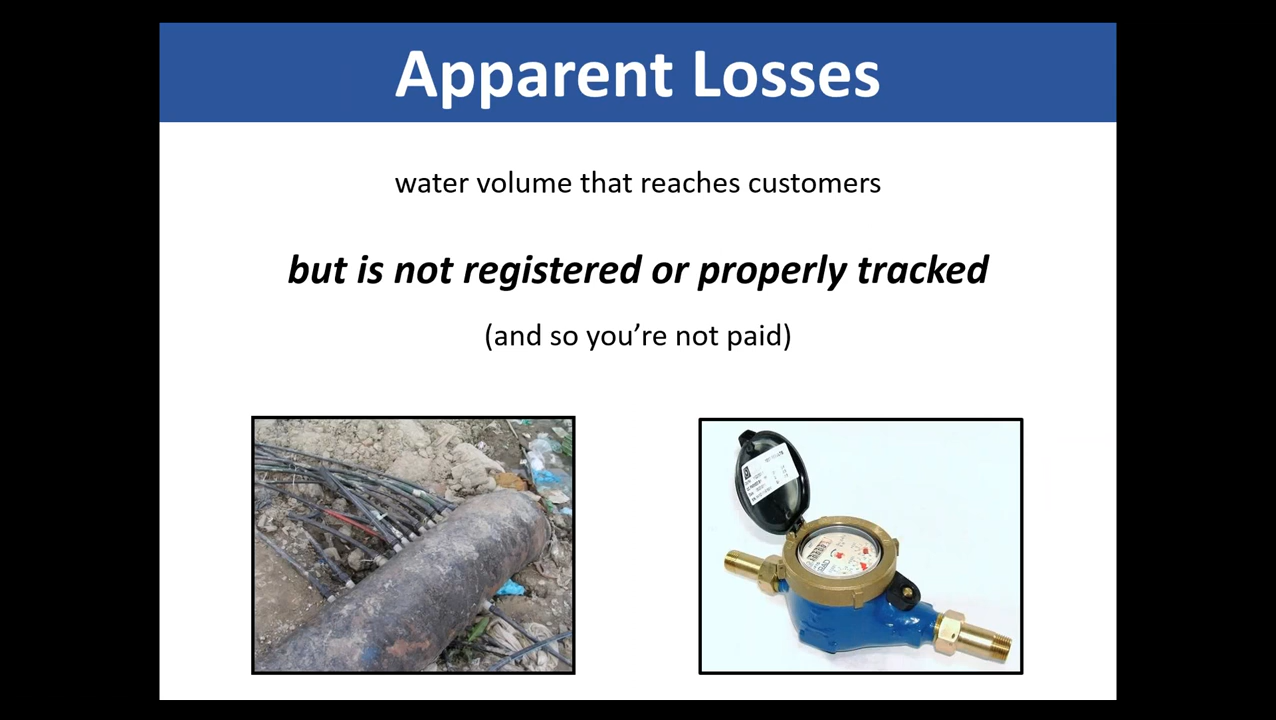 Apparent Losses
water volume that reaches customers
but is not registered or properly tracked
(and so you’re not paid)